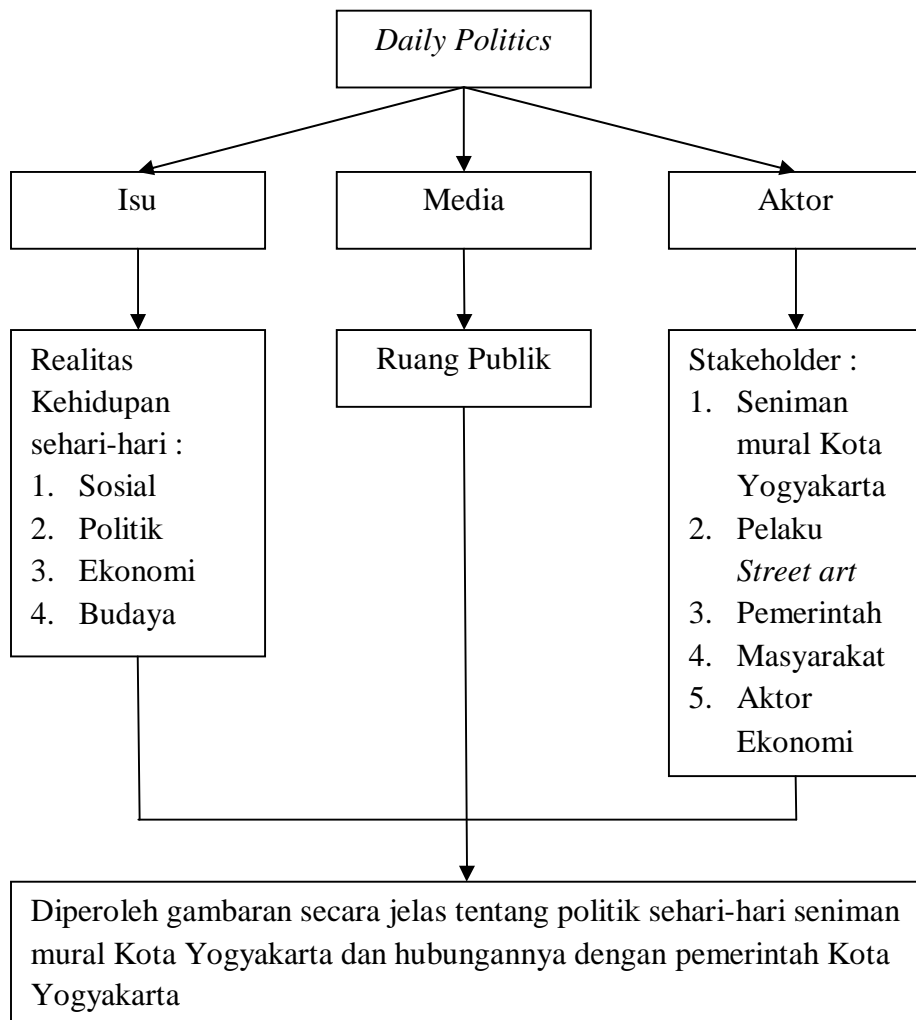 Daily Politics
Isu
Media
Aktor
Realitas
Kehidupan
sehari-hari :
1. Sosial
2. Politik
3. Ekonomi
4. Budaya
Ruang Publik
Stakeholder :
1. Seniman
mural Kota
Yogyakarta
2. Pelaku
Street art
3. Pemerintah
4. Masyarakat
5. Aktor
Ekonomi
Diperoleh gambaran secara jelas tentang politik sehari-hari seniman
mural Kota Yogyakarta dan hubungannya dengan pemerintah Kota
Yogyakarta